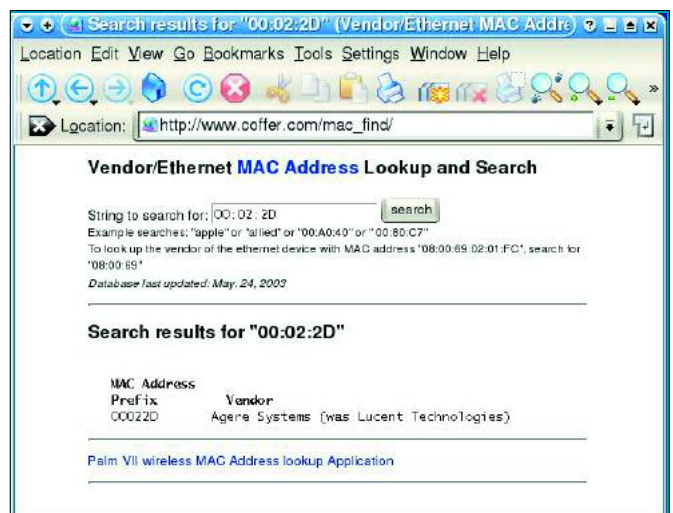 Search results for "00:02:2D" (Vendor/Ethernet MAC Addre
Location Edit View Go Bookmarks Tools Settings Window Help
Location: http://www.coffer.com/mac_find/
Vendor/Ethernet MAC Address Lookup and Search
String to search for: 00:02:2D search
Example searches: "apple" or "allied" or "00:A0:40" or "00:80:C7"
To look up the vendor of the ethernet device with MAC address "08:00:69:02:01:FC", search for
"08:00:69"
Database last updated: May. 24, 2003
Search results for "00:02:2D"
MAC Address
Prefix Vendor
00022D Agere Systems (was Lucent Technologies)
Palm VII wireless MAC Address lookup Application